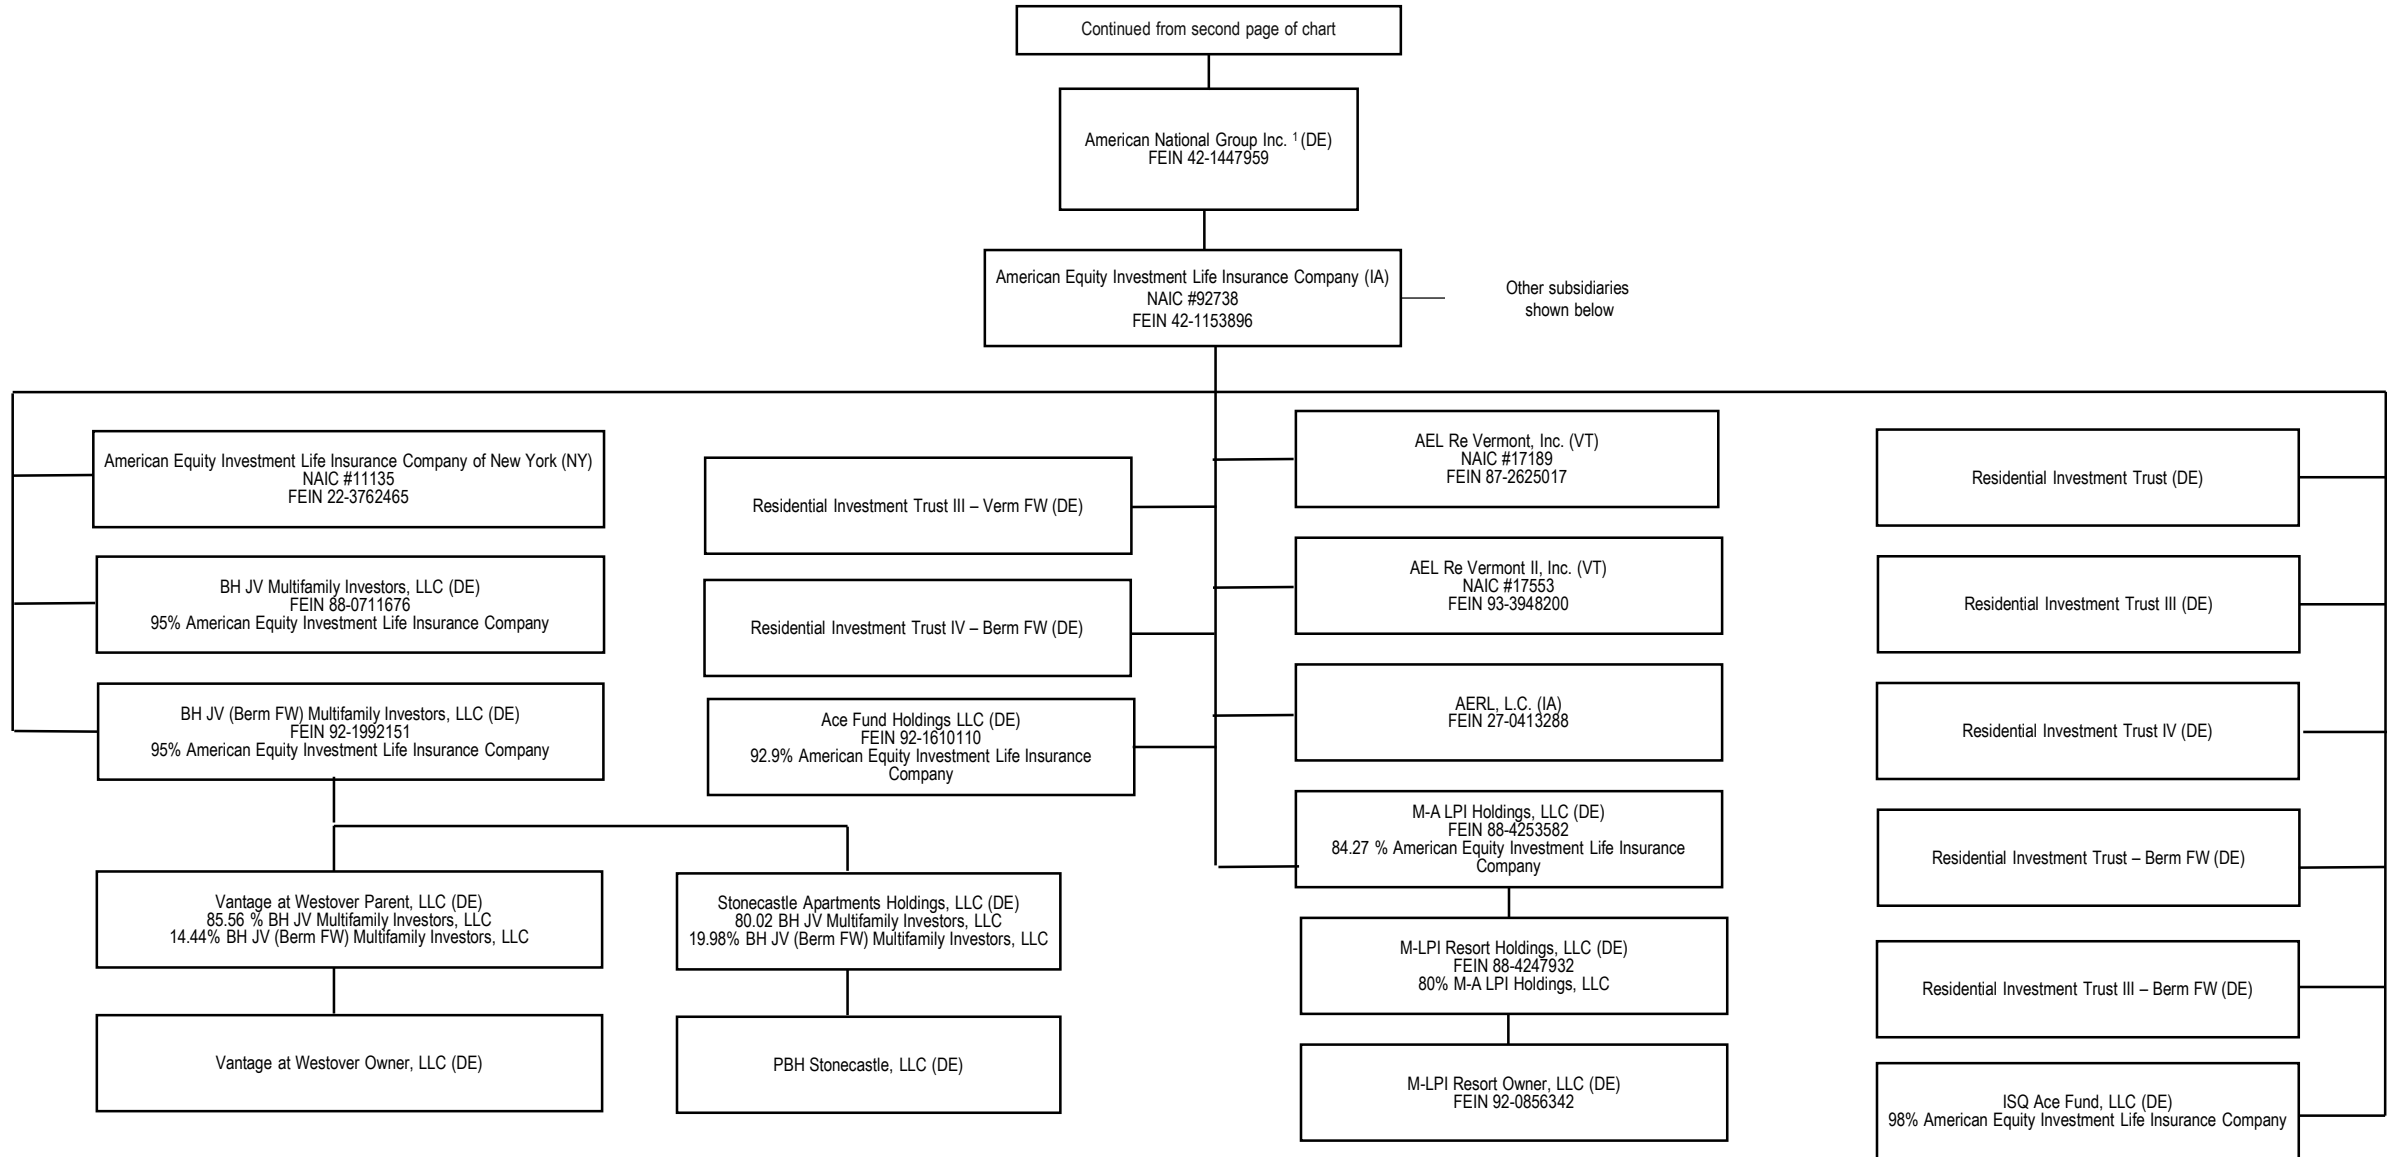 Continued from second page of chart
American National Group Inc. ¹ (DE)
FEIN 42-1447959
American Equity Investment Life Insurance Company (IA)
NAIC #92738
FEIN 42-1153896
Other subsidiaries
shown below
American Equity Investment Life Insurance Company of New York (NY)
NAIC #11135
FEIN 22-3762465
BH JV Multifamily Investors, LLC (DE)
FEIN 88-0711676
95% American Equity Investment Life Insurance Company
BH JV (Berm FW) Multifamily Investors, LLC (DE)
FEIN 92-1992151
95% American Equity Investment Life Insurance Company
Vantage at Westover Parent, LLC (DE)
85.56 % BH JV Multifamily Investors, LLC
14.44% BH JV (Berm FW) Multifamily Investors, LLC
Vantage at Westover Owner, LLC (DE)
Stonecastle Apartments Holdings, LLC (DE)
80.02 BH JV Multifamily Investors, LLC
19.98% BH JV (Berm FW) Multifamily Investors, LLC
PBH Stonecastle, LLC (DE)
Residential Investment Trust III – Verm FW (DE)
Residential Investment Trust IV – Berm FW (DE)
Ace Fund Holdings LLC (DE)
FEIN 92-1610110
92.9% American Equity Investment Life Insurance
Company
AEL Re Vermont, Inc. (VT)
NAIC #17189
FEIN 87-2625017
AEL Re Vermont II, Inc. (VT)
NAIC #17553
FEIN 93-3948200
AERL, L.C. (IA)
FEIN 27-0413288
M-A LPI Holdings, LLC (DE)
FEIN 88-4253582
84.27 % American Equity Investment Life Insurance
Company
M-LPI Resort Holdings, LLC (DE)
FEIN 88-4247932
80% M-A LPI Holdings, LLC
M-LPI Resort Owner, LLC (DE)
FEIN 92-0856342
Residential Investment Trust (DE)
Residential Investment Trust III (DE)
Residential Investment Trust IV (DE)
Residential Investment Trust – Berm FW (DE)
Residential Investment Trust III – Berm FW (DE)
ISQ Ace Fund, LLC (DE)
98% American Equity Investment Life Insurance Company